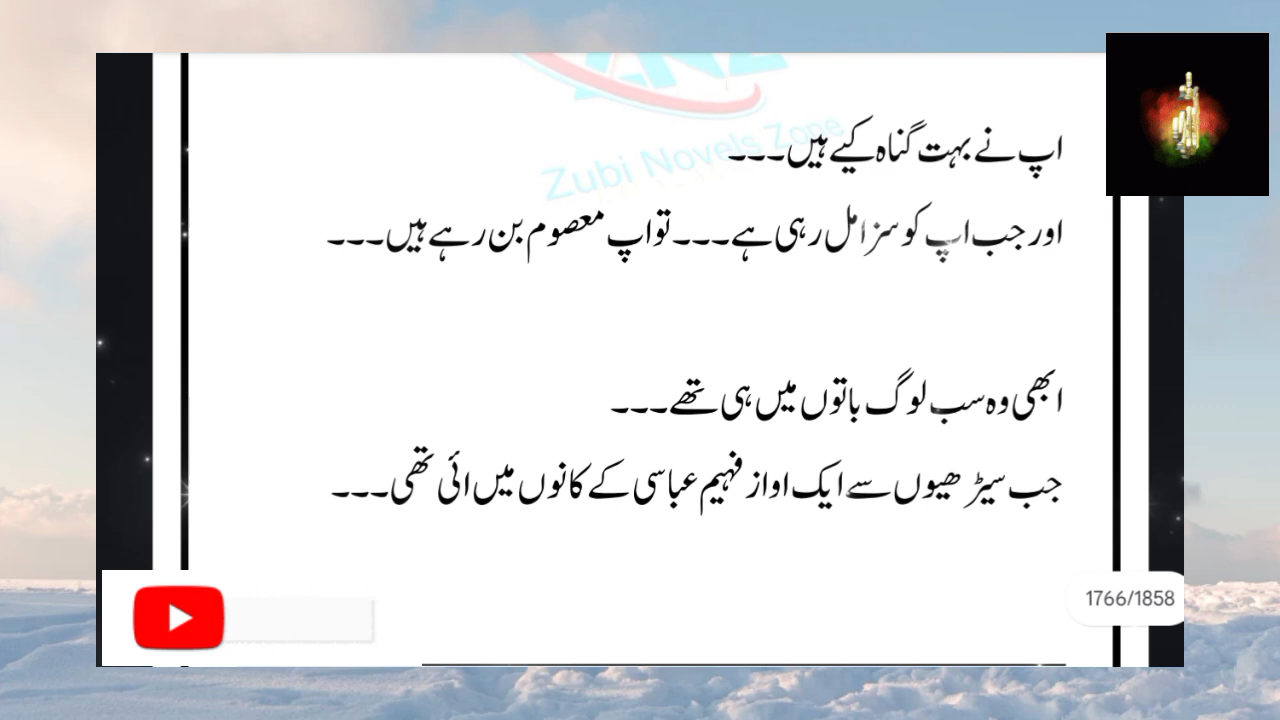 Zubi Novels Zone
اپ نے بہت گناہ کیے ہیں۔۔۔
اور جب اپ کو سزا مل رہی ہے۔۔۔ تو اپ معصوم بن رہے ہیں۔۔۔
ابھی وہ سب لوگ باتوں میں ہی تھے۔۔۔
جب سیڑھیوں سے ایک اواز فہیم عباسی کے کانوں میں ائی تھی۔۔۔
1766/1858